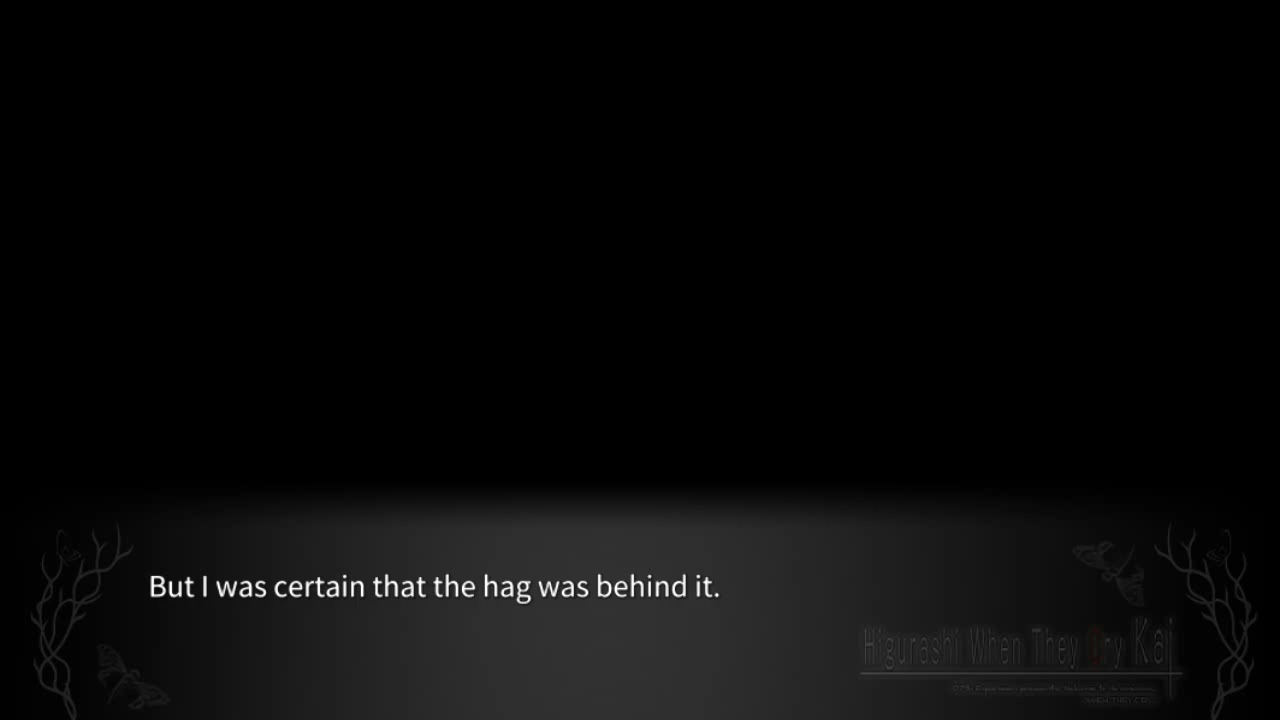 But I was certain that the hag was behind it.
Higurashi When They Cry Kai